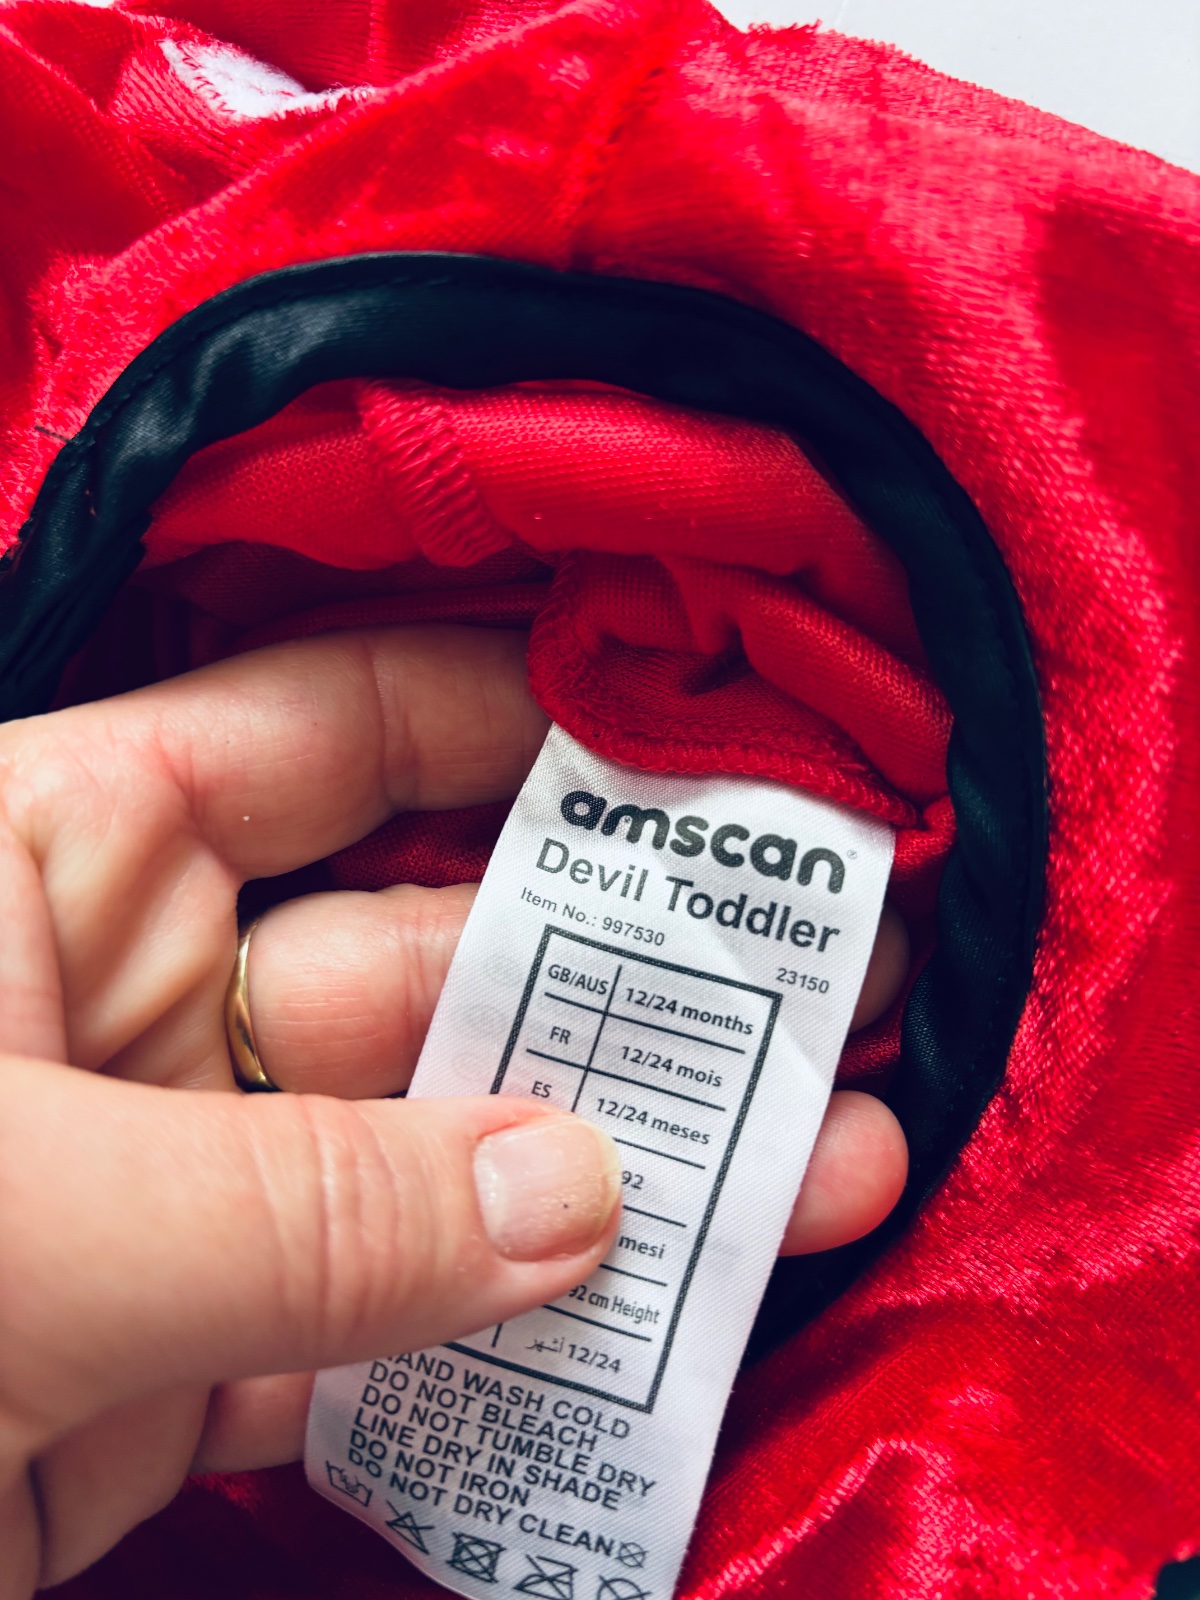 amscan®
Devil Toddler
Item No.: 997530
23150
GB/AUS 12/24 months
FR 12/24 mois
ES 12/24 meses
92
mesi
92 cm Height
12/24 أشهر
HAND WASH COLD
DO NOT BLEACH
DO NOT TUMBLE DRY
LINE DRY IN SHADE
DO NOT IRON
DO NOT DRY CLEAN